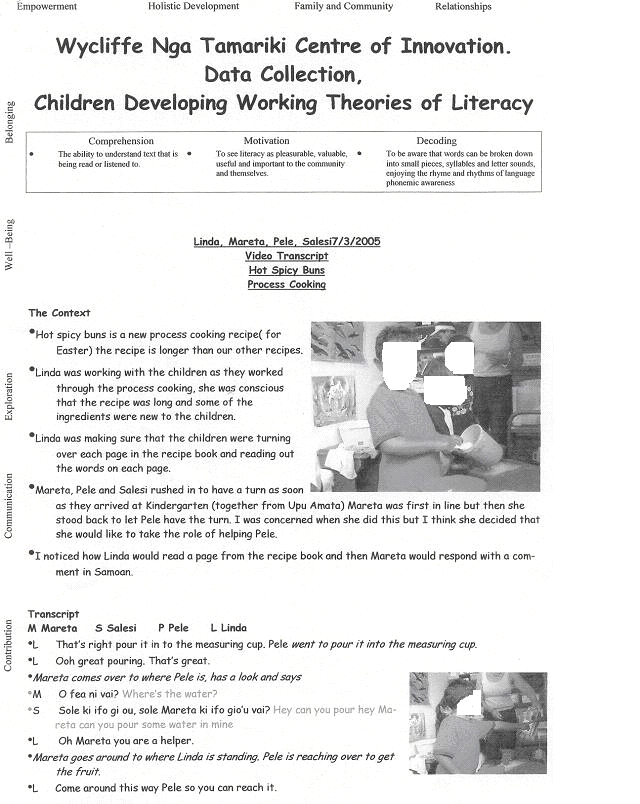 Empowerment Holistic Development Family and Community Relationships
Wycliffe Nga Tamariki Centre of Innovation.
Data Collection,
Children Developing Working Theories of Literacy
Belonging
Well –Being
Exploration
Communication
Contribution
Comprehension
• The ability to understand text that is
being read or listened to.
Motivation
• To see literacy as pleasurable, valuable,
useful and important to the community
and themselves.
Decoding
• To be aware that words can be broken down
into small pieces, syllables and letter sounds,
enjoying the rhyme and rhythms of language
phonemic awareness
Linda, Mareta, Pele, Salesi7/3/2005
Video Transcript
Hot Spicy Buns
Process Cooking
The Context
•Hot spicy buns is a new process cooking recipe( for
Easter) the recipe is longer than our other recipes.
•Linda was working with the children as they worked
through the process cooking, she was conscious
that the recipe was long and some of the
ingredients were new to the children.
•Linda was making sure that the children were turning
over each page in the recipe book and reading out
the words on each page.
•Mareta, Pele and Salesi rushed in to have a turn as soon
as they arrived at Kindergarten (together from Upu Amata) Mareta was first in line but then she
stood back to let Pele have the turn. I was concerned when she did this but I think she decided that
she would like to take the role of helping Pele.
•I noticed how Linda would read a page from the recipe book and then Mareta would respond with a com-
ment in Samoan.
Transcript
M Mareta S Salesi P Pele L Linda
•L That's right pour it in to the measuring cup. Pele went to pour it into the measuring cup.
•L Ooh great pouring. That's great.
•Mareta comes over to where Pele is, has a look and says
•M O fea ni vai? Where's the water?
•S Sole ki ifo gi ou, sole Mareta ki ifo gio'u vai? Hey can you pour hey Ma-
reta can you pour some water in mine
•L Oh Mareta you are a helper.
•Mareta goes around to where Linda is standing. Pele is reaching over to get
the fruit.
•L Come around this way Pele so you can reach it.